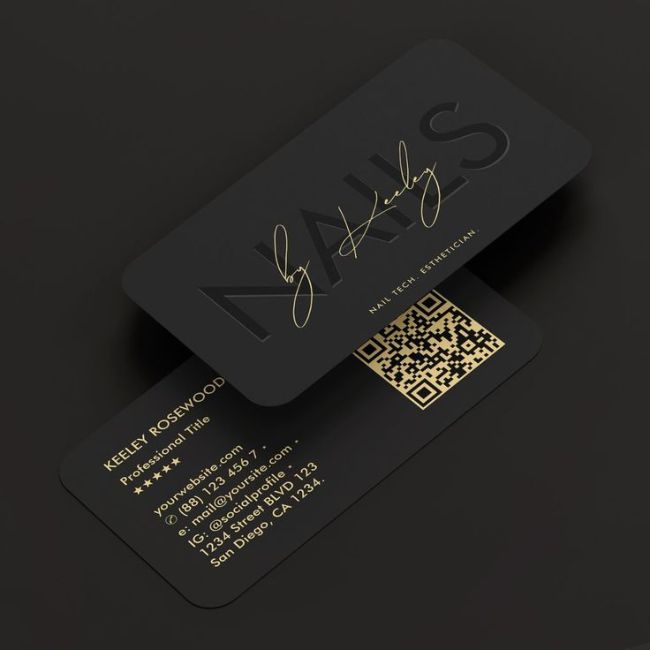 NAILS
by Keeley
NAIL TECH. ESTHETICIAN.
KEELEY ROSEWOOD
Professional Title
★★★★★
yourwebsite.com
✆ (88) 123 456 7 •
e: mail@yoursite.com •
IG: @socialprofile •
1234 Street BLVD 123
San Diego, CA 1234.